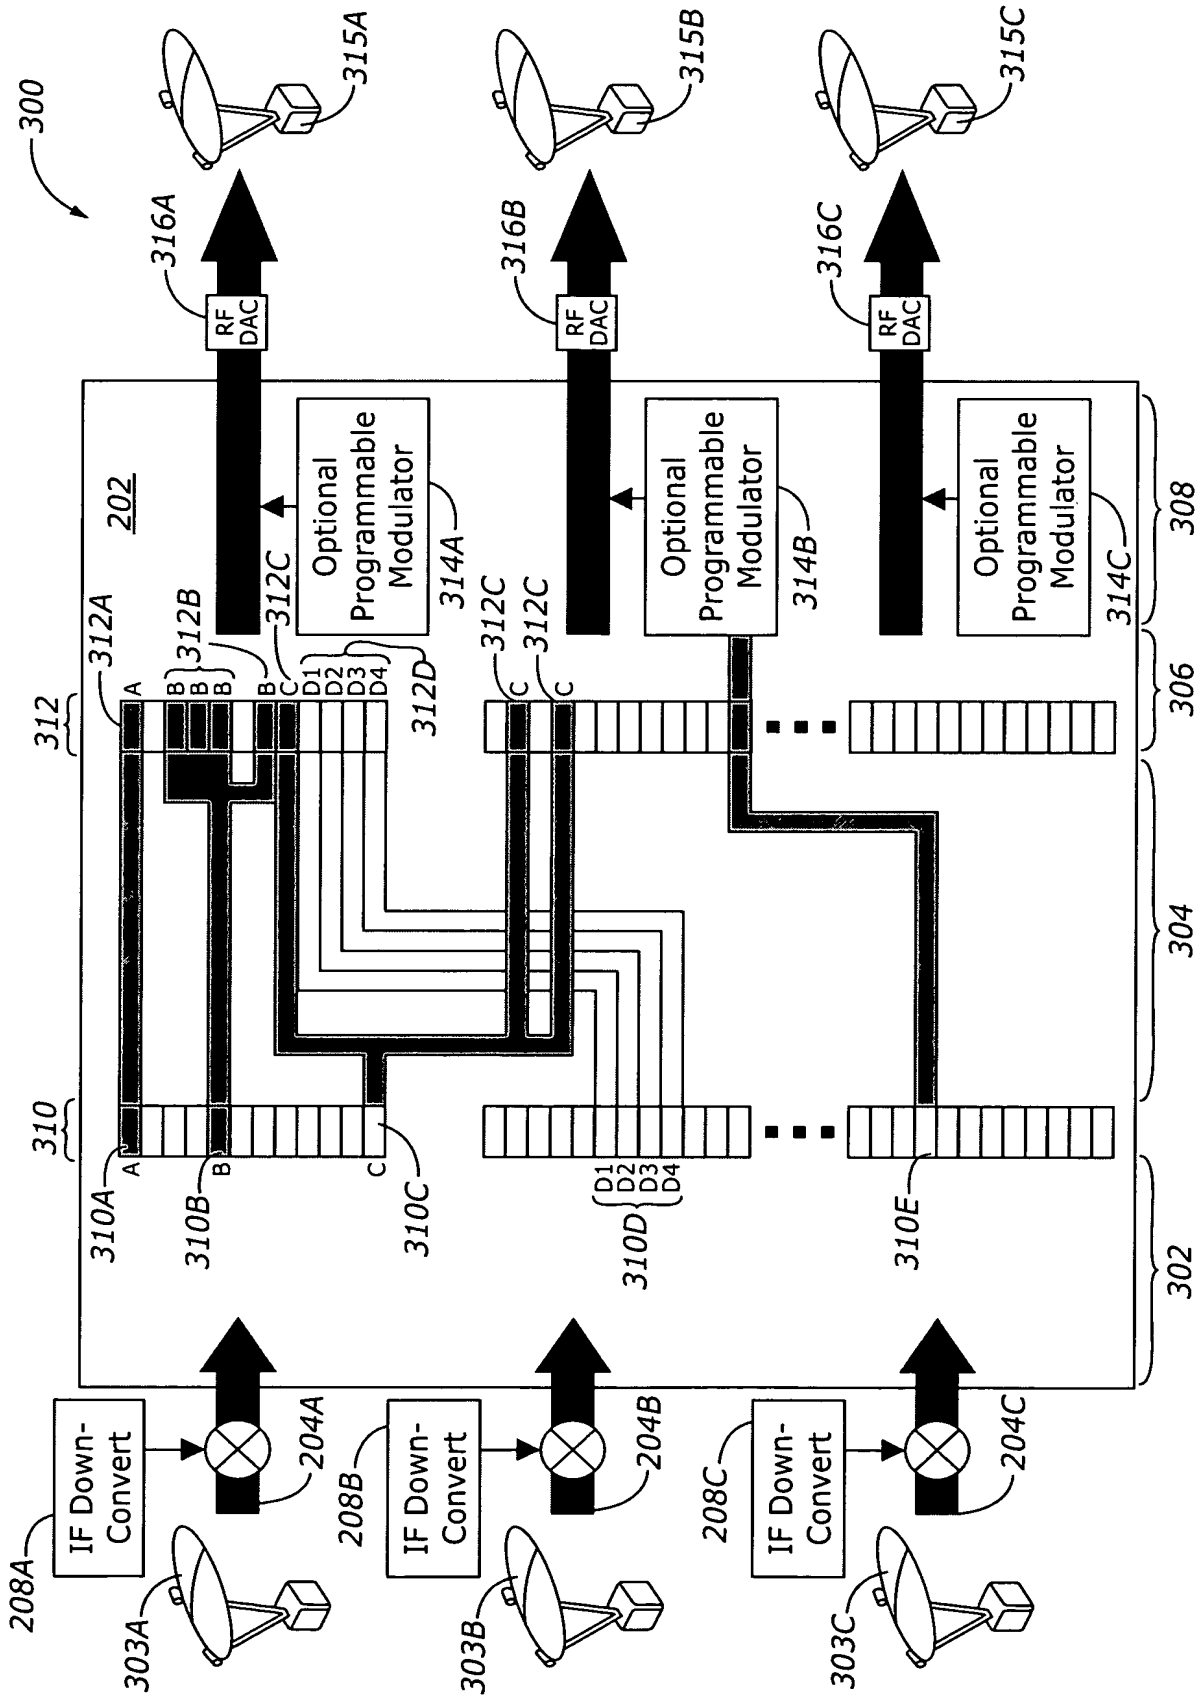 300
208A
IF Down-
Convert
303A
204A
208B
IF Down-
Convert
303B
204B
208C
IF Down-
Convert
303C
204C
202
310
310A
A
310B
B
C
310C
D1
D2
D3
D4
310D
310E
312
312A
A
B
B
B
312B
B
C
312C
D1
D2
D3
D4
312D
C
312C
C
312C
Optional
Programmable
Modulator
314A
Optional
Programmable
Modulator
314B
Optional
Programmable
Modulator
314C
316A
RF
DAC
315A
316B
RF
DAC
315B
316C
RF
DAC
315C
302
304
306
308